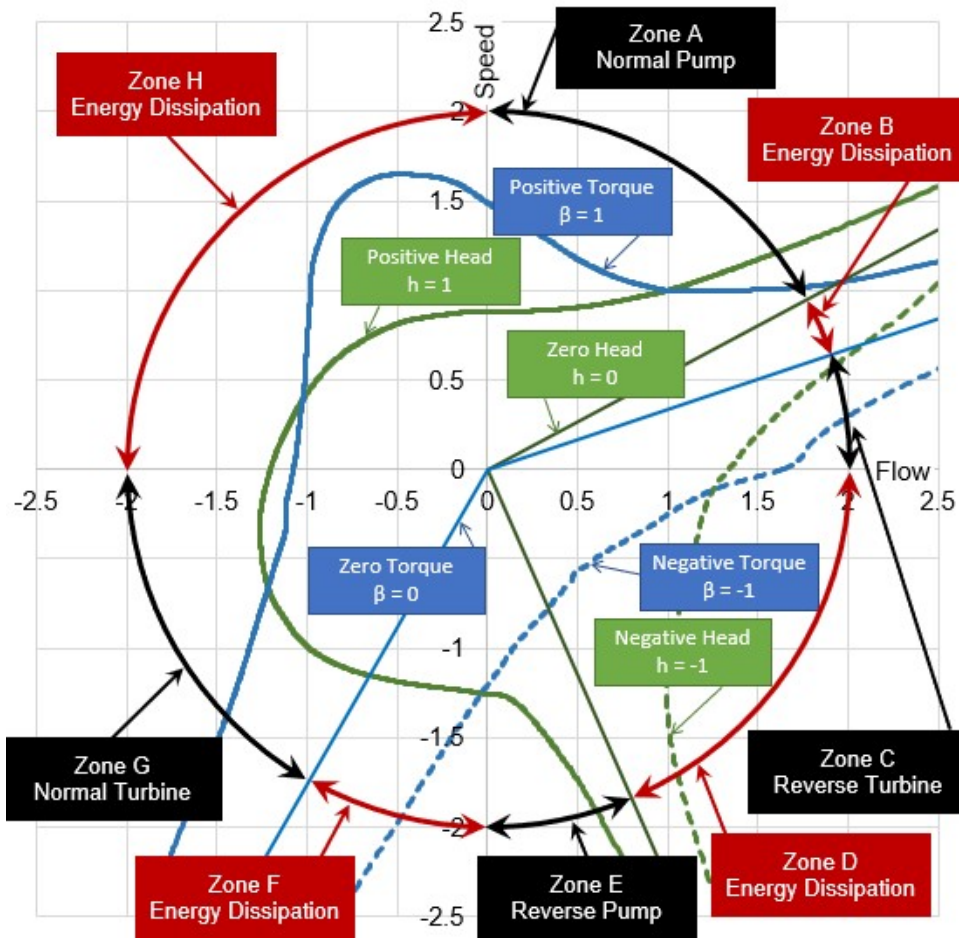 2.5
Zone A
Normal Pump
Zone H
Energy Dissipation
Speed
2
Zone B
Energy Dissipation
1.5
Positive Torque
β = 1
Positive Head
h = 1
Zero Head
h = 0
0.5
0
Flow
-2.5
-2
-1.5
-1
-0.5
0
0.5
1
1.5
2
2.5
Zero Torque
β = 0
Negative Torque
β = -1
Negative Head
h = -1
-1
-1.5
Zone G
Normal Turbine
Zone C
Reverse Turbine
-2
Zone F
Energy Dissipation
Zone E
Reverse Pump
Zone D
Energy Dissipation
-2.5